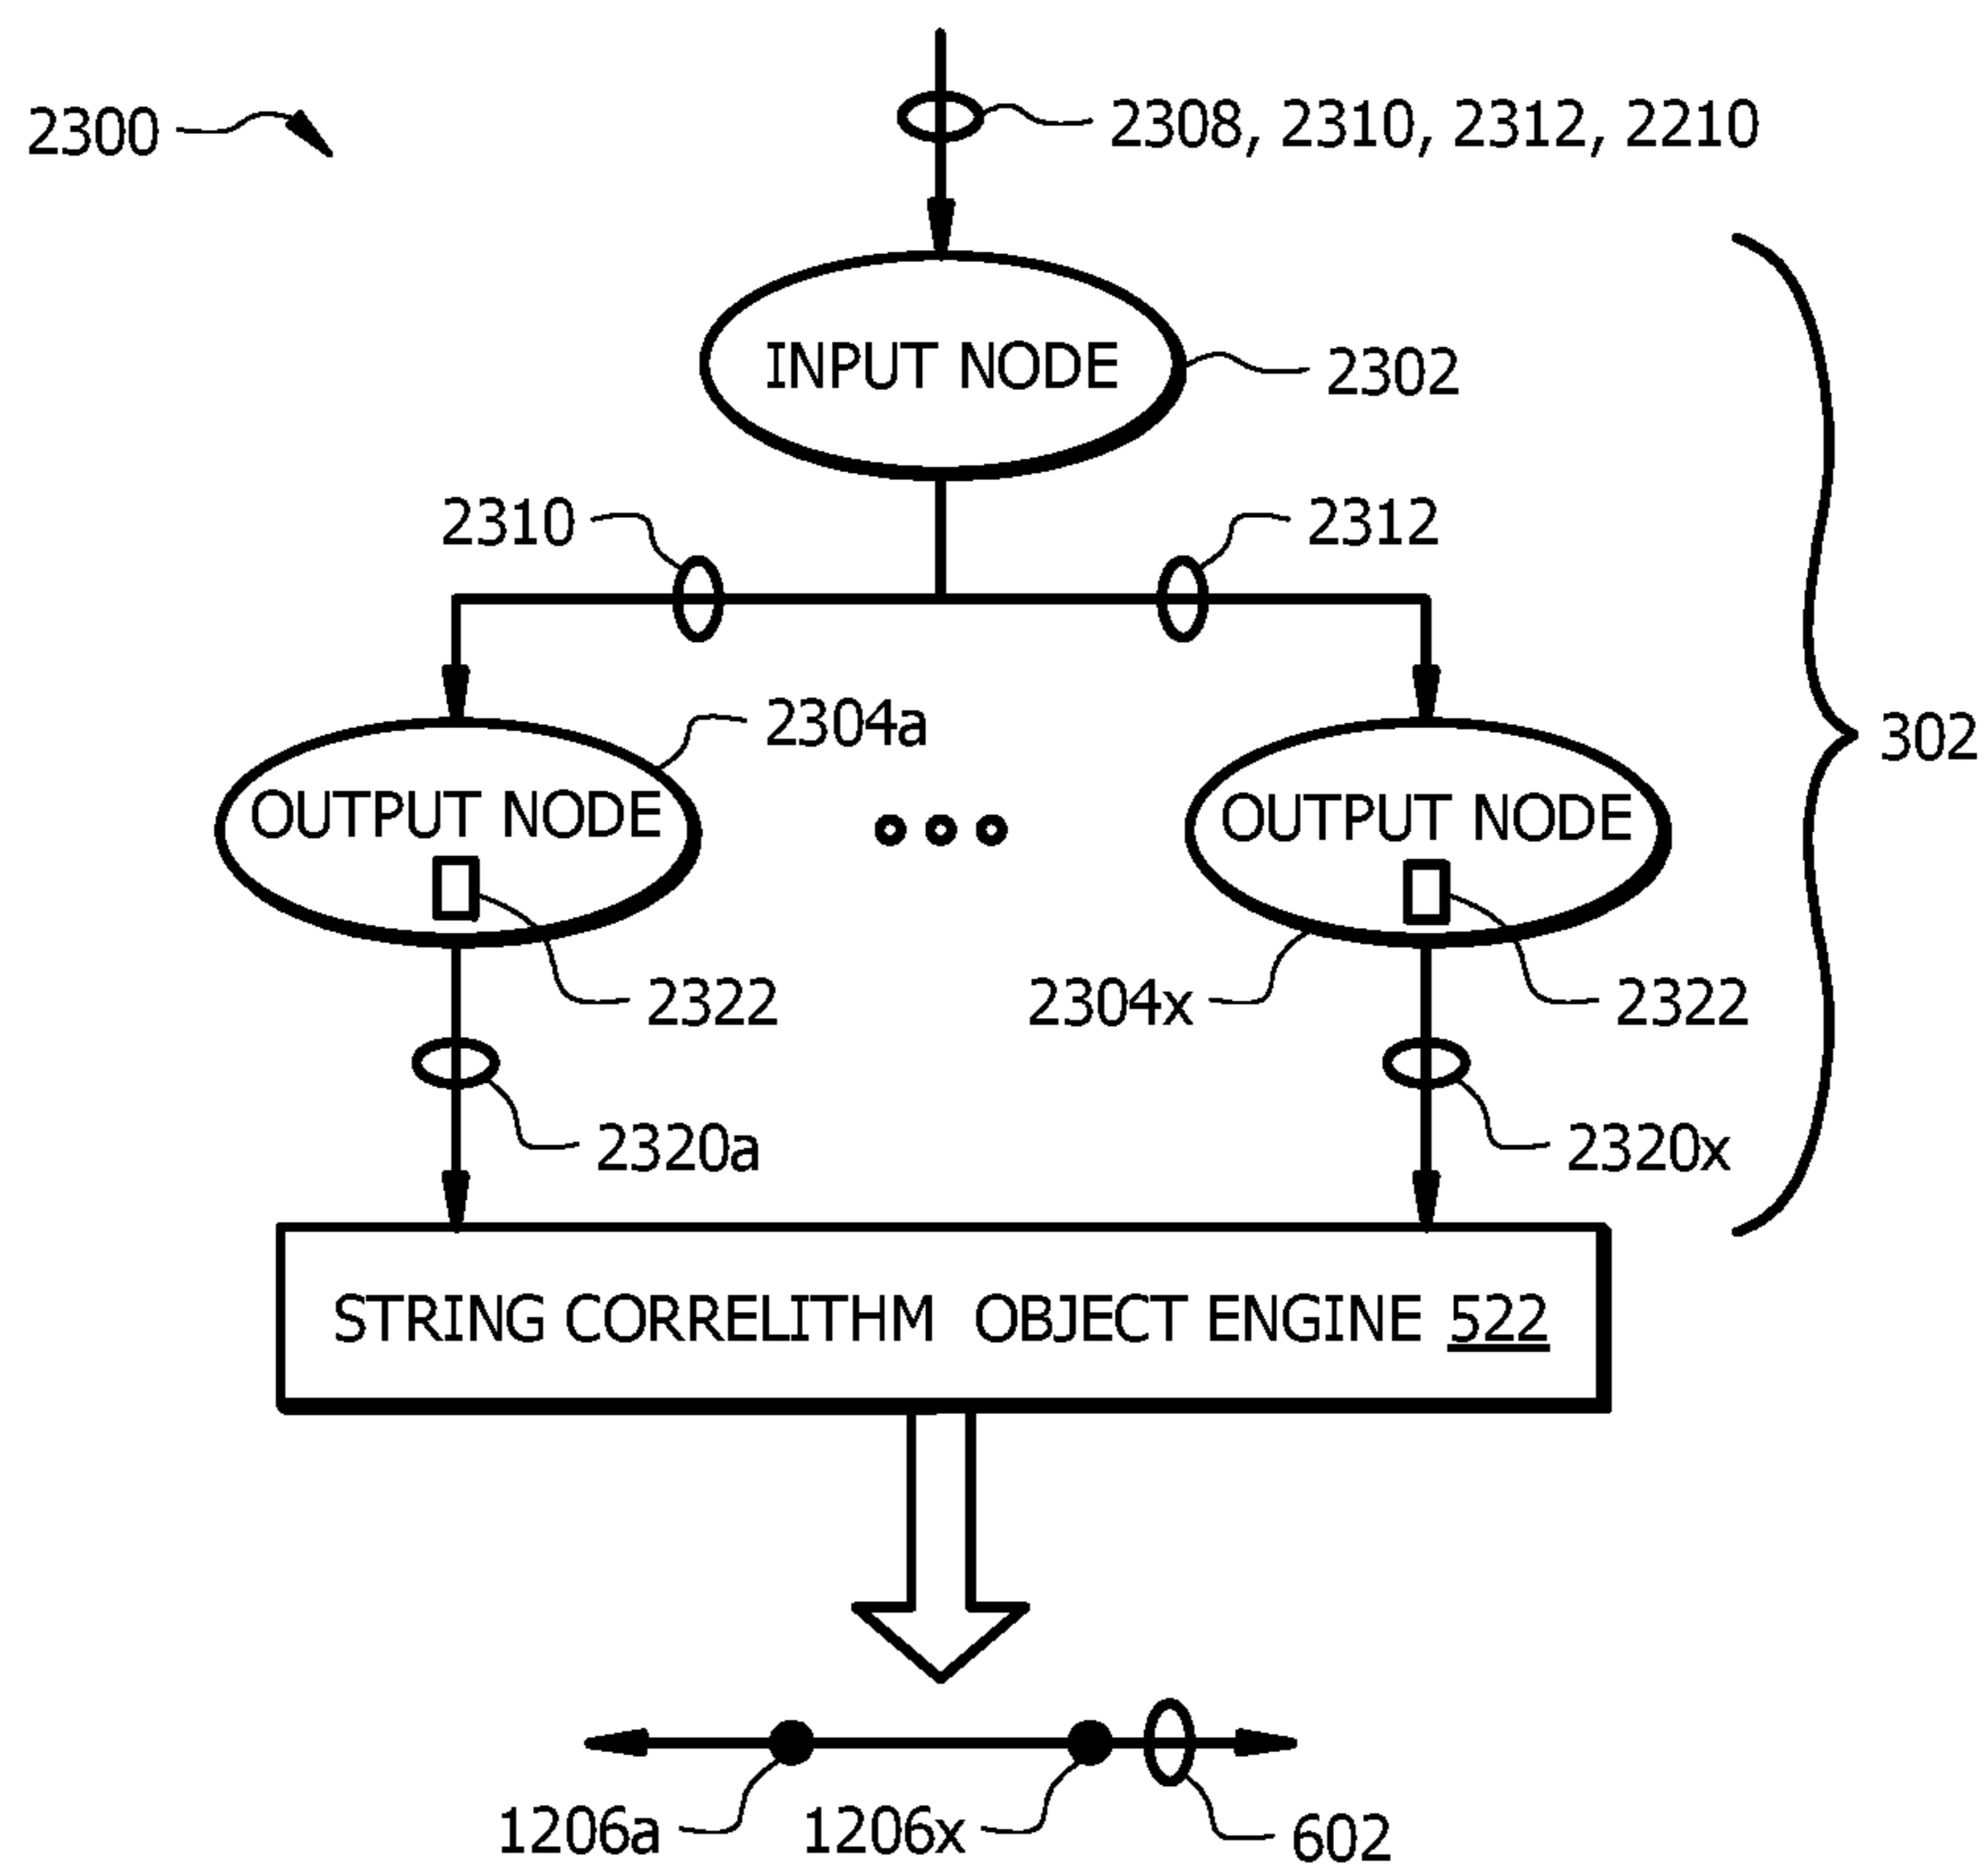 2300
2308, 2310, 2312, 2210
INPUT NODE
2302
2310
2312
2304a
302
OUTPUT NODE
OUTPUT NODE
2322
2304x
2322
2320a
2320x
STRING CORRELITHM OBJECT ENGINE 522
1206a
1206x
602